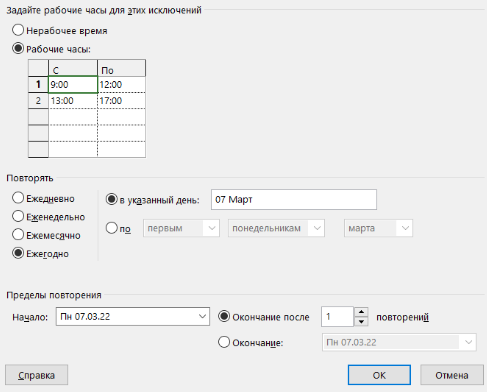 Задайте рабочие часы для этих исключений
Нерабочее время
Рабочие часы:
С По
1 9:00 12:00
2 13:00 17:00
Повторять
Ежедневно
Еженедельно
Ежемесячно
Ежегодно
в указанный день: 07 Март
по первым понедельникам марта
Пределы повторения
Начало: Пн 07.03.22 Окончание после 1 повторений
Окончание: Пн 07.03.22
Справка ОК Отмена